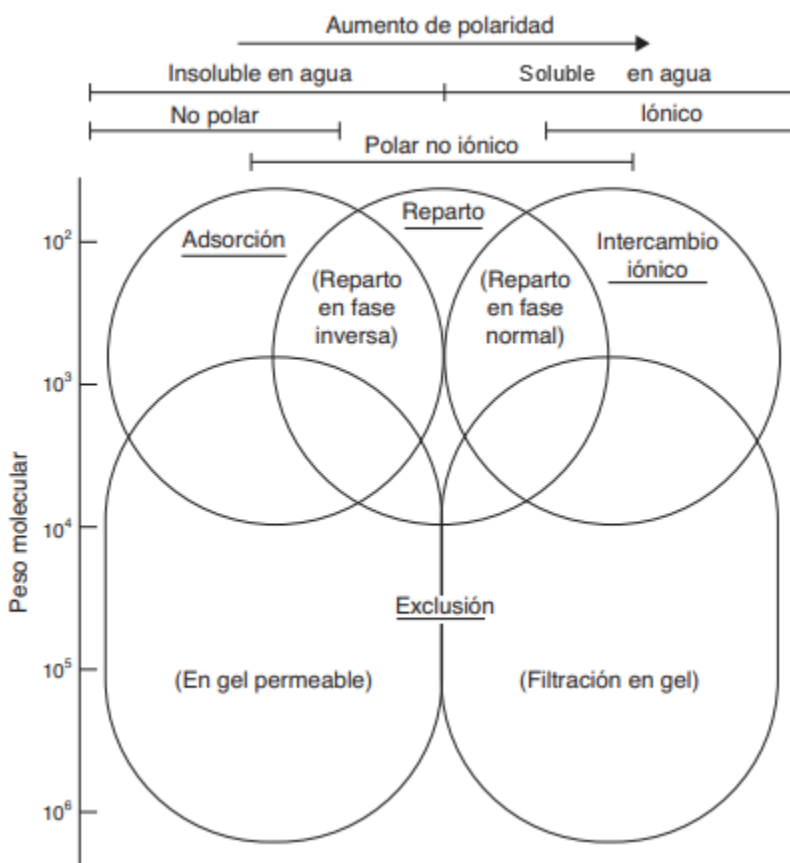 Aumento de polaridad
Insoluble en agua
Soluble en agua
No polar
Iónico
Polar no iónico
Reparto
Adsorción
Intercambio
iónico
(Reparto
en fase
inversa)
(Reparto
en fase
normal)
10²
10³
10⁴
10⁵
10⁶
Peso molecular
Exclusión
(En gel permeable)
(Filtración en gel)